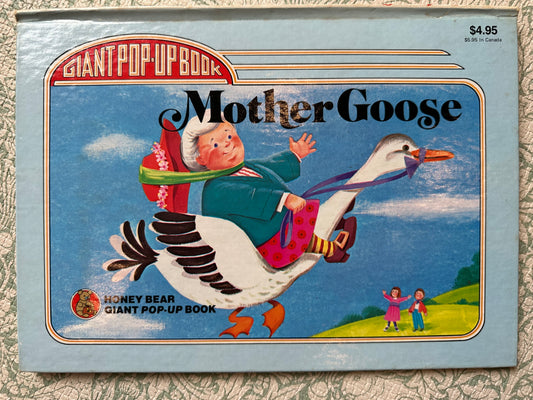 $4.95
$5.95 in Canada
GIANT POP-UP BOOK
Mother Goose
HONEY BEAR
GIANT POP-UP BOOK